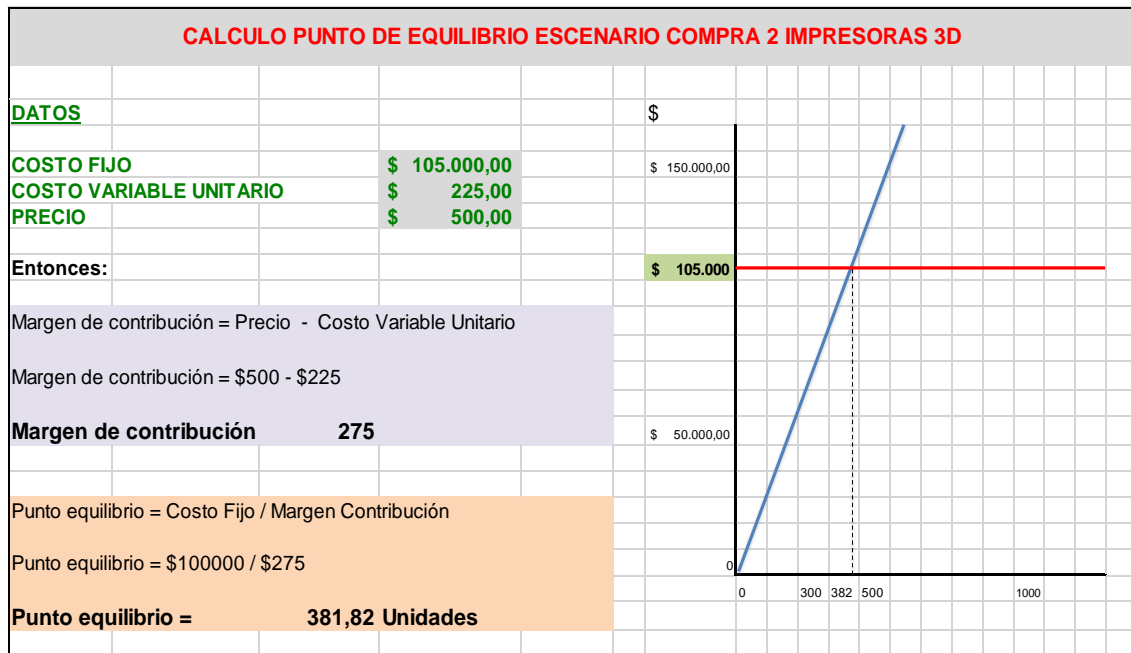 CALCULO PUNTO DE EQUILIBRIO ESCENARIO COMPRA 2 IMPRESORAS 3D
DATOS
COSTO FIJO $ 105.000,00
COSTO VARIABLE UNITARIO $ 225,00
PRECIO $ 500,00
Entonces:
Margen de contribución = Precio - Costo Variable Unitario
Margen de contribución = $500 - $225
Margen de contribución 275
Punto equilibrio = Costo Fijo / Margen Contribución
Punto equilibrio = $100000 / $275
Punto equilibrio = 381,82 Unidades
$
$ 150.000,00
$ 105.000
$ 50.000,00
0
0 300 382 500 1000